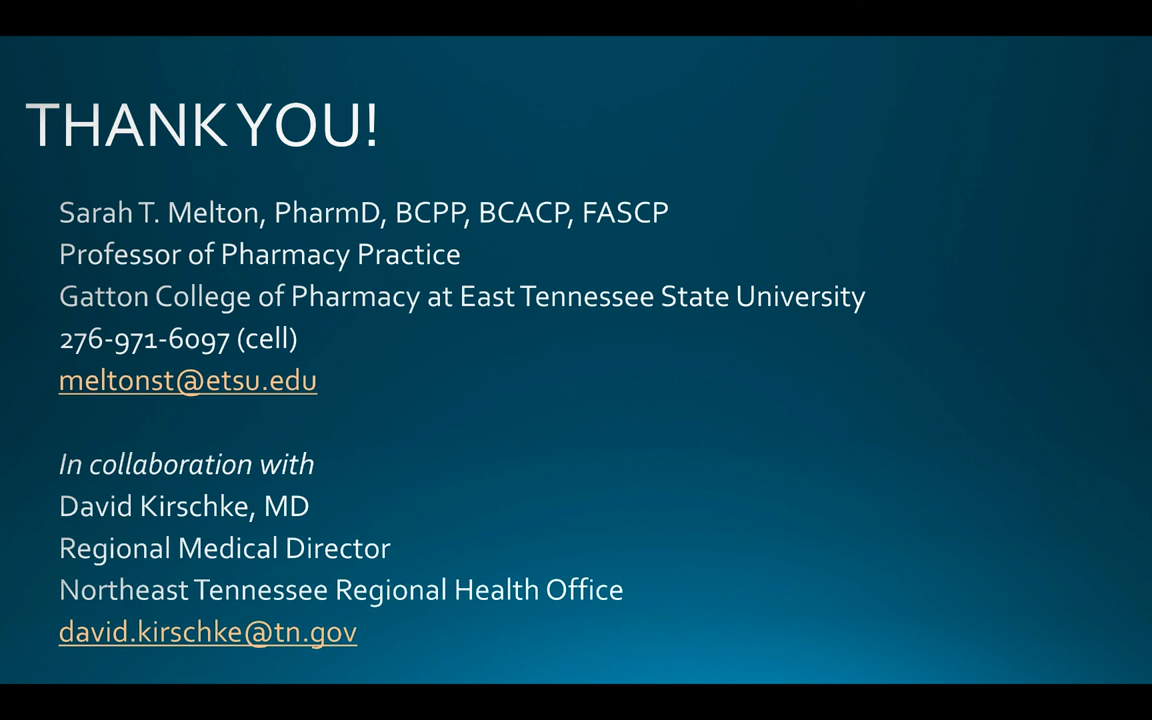 THANK YOU!
Sarah T. Melton, PharmD, BCPP, BCACP, FASCP
Professor of Pharmacy Practice
Gatton College of Pharmacy at East Tennessee State University
276-971-6097 (cell)
meltonst@etsu.edu
In collaboration with
David Kirschke, MD
Regional Medical Director
Northeast Tennessee Regional Health Office
david.kirschke@tn.gov